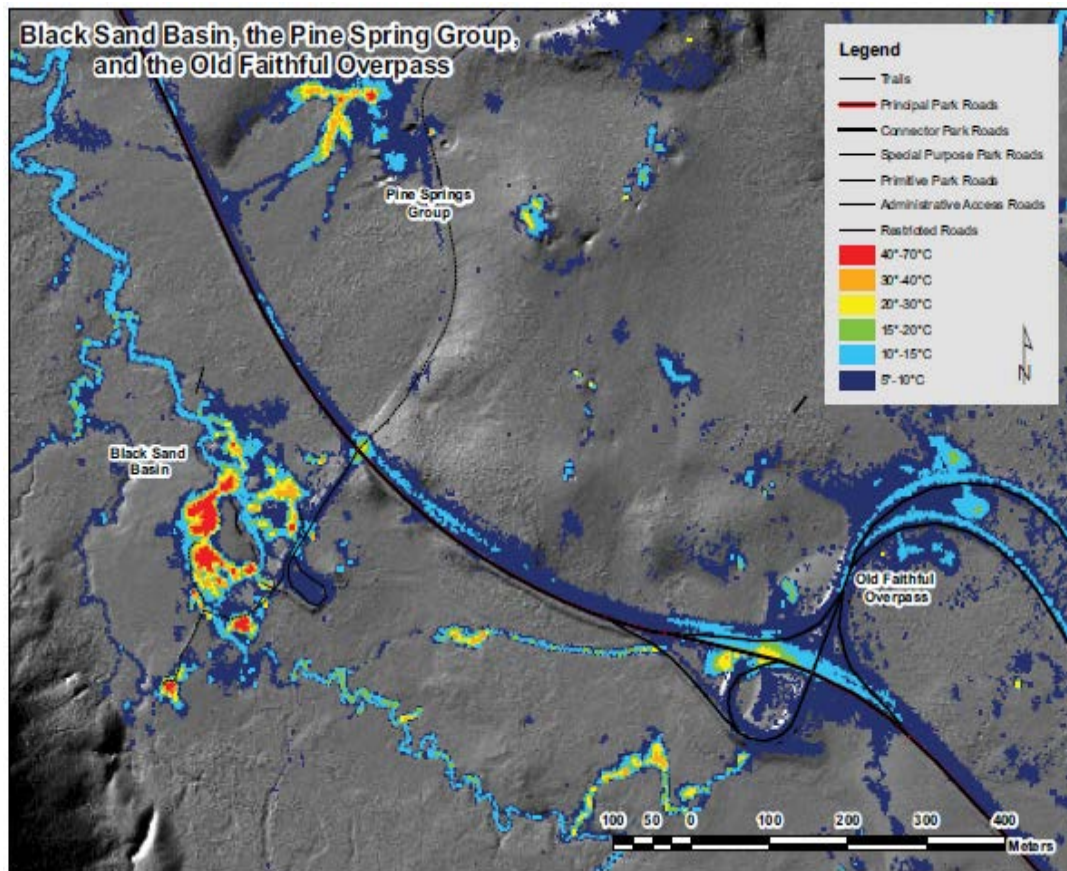 Black Sand Basin, the Pine Spring Group,
and the Old Faithful Overpass
Legend
Trails
Principal Park Roads
Connector Park Roads
Special Purpose Park Roads
Primitive Park Roads
Administrative Access Roads
Restricted Roads
40°-70°C
30°-40°C
20°-30°C
15°-20°C
10°-15°C
5°-10°C
N
Pine Springs
Group
Black Sand
Basin
Old Faithful
Overpass
100 50 0 100 200 300 400
Meters